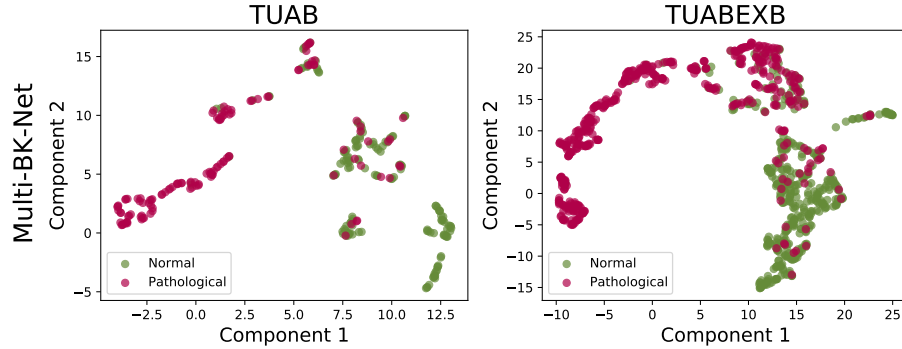 TUAB
TUABEXB
Multi-BK-Net
Component 2
15
10
5
0
−5
Normal
Pathological
−2.5
0.0
2.5
5.0
7.5
10.0
12.5
Component 1
Component 2
25
20
15
10
5
0
−5
−10
−15
Normal
Pathological
−10
−5
0
5
10
15
20
25
Component 1